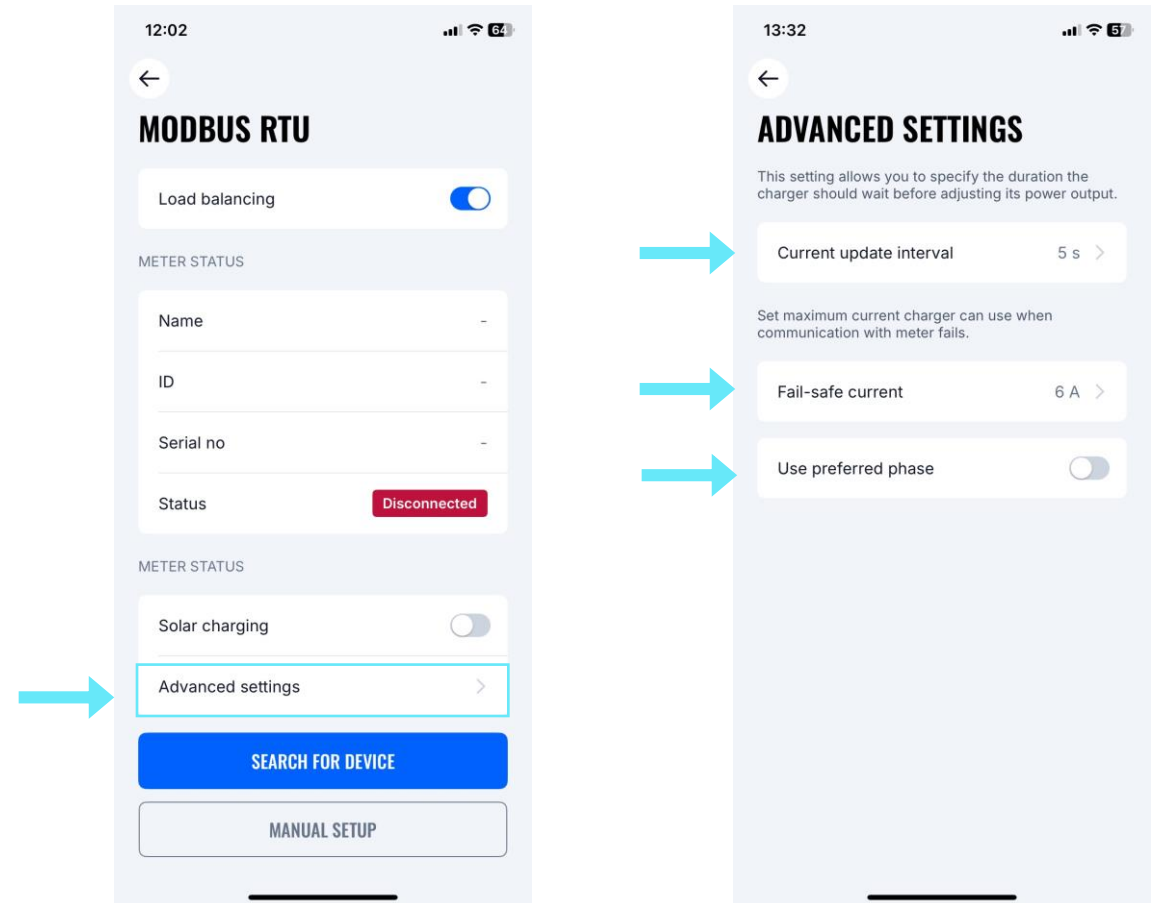 12:02
64
MODBUS RTU
Load balancing
METER STATUS
Name -
ID -
Serial no -
Status Disconnected
METER STATUS
Solar charging
Advanced settings
SEARCH FOR DEVICE
MANUAL SETUP
13:32
57
ADVANCED SETTINGS
This setting allows you to specify the duration the
charger should wait before adjusting its power output.
Current update interval 5 s
Set maximum current charger can use when
communication with meter fails.
Fail-safe current 6 A
Use preferred phase